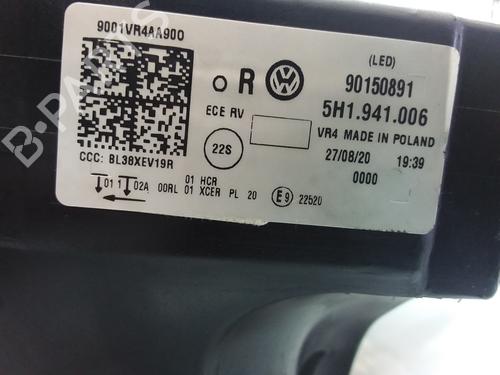 9001VR4AA900
R
(LED)
90150891
ECE RV
5H1.941.006
22S
VR4 MADE IN POLAND
27/08/20 19:39
0000
CCC: BL38XEV19R
01 HCR
01 1 02A 00RL 01 XCER PL 20 E9 22520
B-PARTS